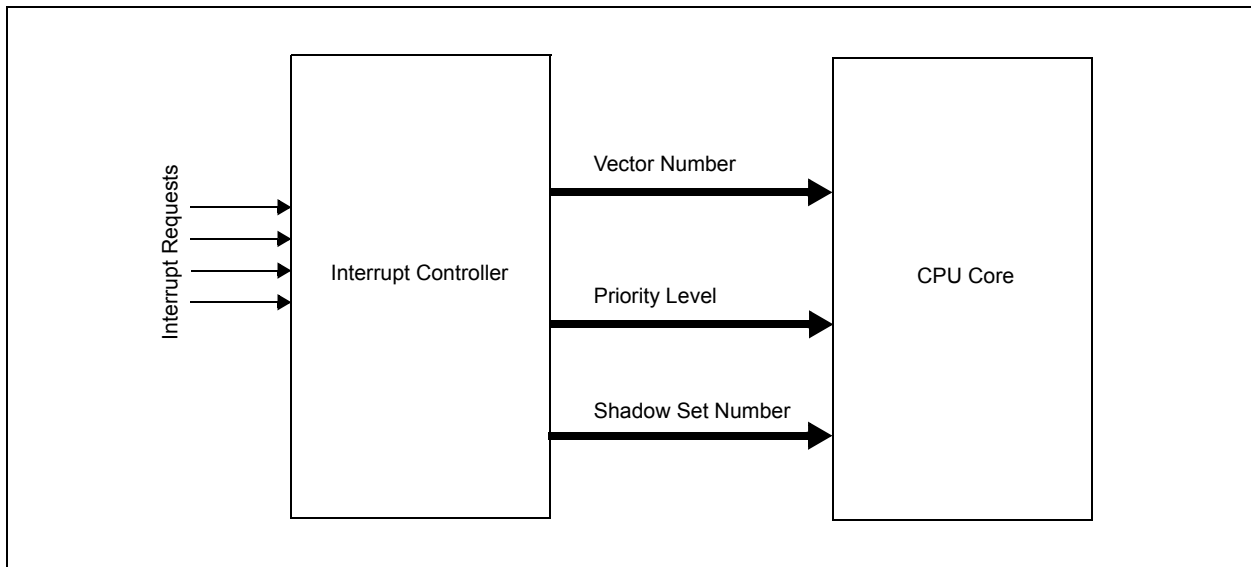 Interrupt Requests
Interrupt Controller
Vector Number
Priority Level
Shadow Set Number
CPU Core